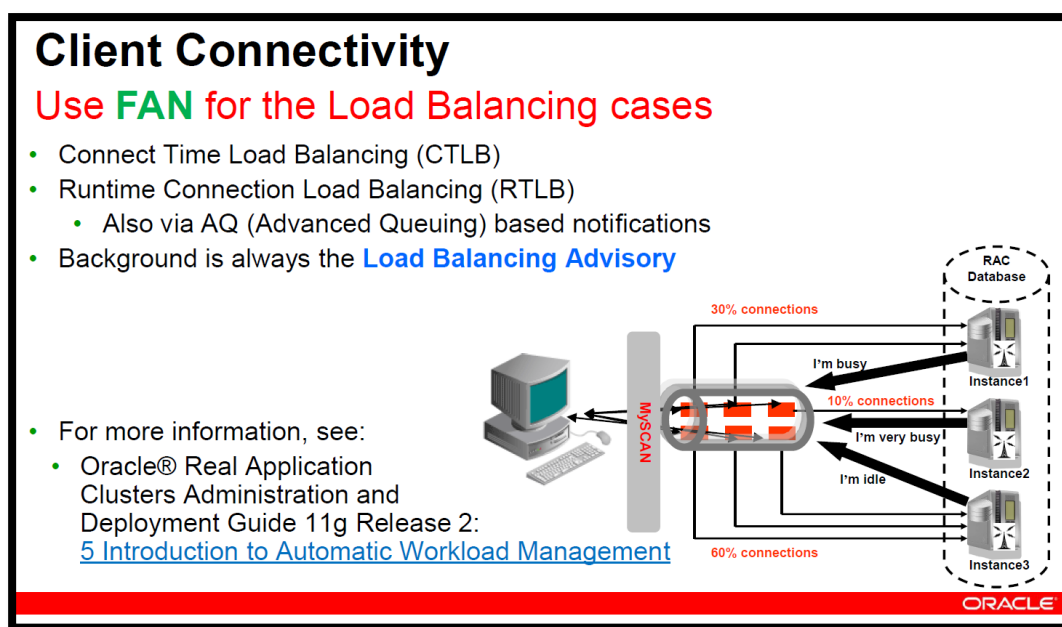 Client Connectivity
Use FAN for the Load Balancing cases
• Connect Time Load Balancing (CTLB)
• Runtime Connection Load Balancing (RTLB)
• Also via AQ (Advanced Queuing) based notifications
• Background is always the Load Balancing Advisory
• For more information, see:
• Oracle® Real Application
Clusters Administration and
Deployment Guide 11g Release 2:
5 Introduction to Automatic Workload Management
MySCAN
30% connections
I'm busy
10% connections
I'm very busy
I'm idle
60% connections
RAC
Database
Instance1
Instance2
Instance3
ORACLE